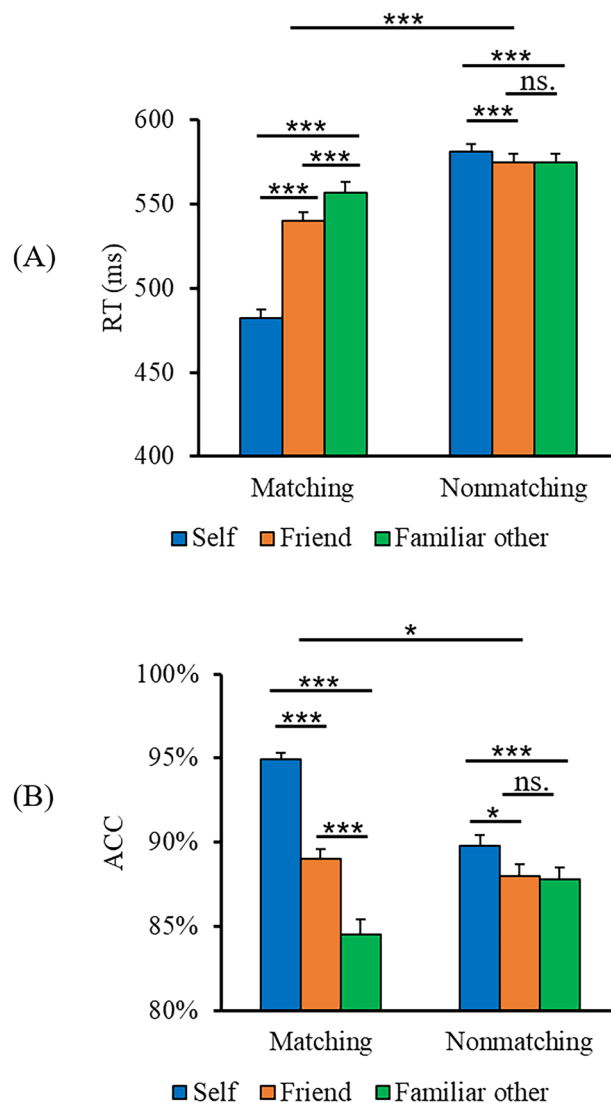 ***
***
ns.
***
***
***
***
(A)
RT (ms)
600
550
500
450
400
Matching Nonmatching
Self Friend Familiar other
*
***
***
***
***
ns.
*
(B)
ACC
100%
95%
90%
85%
80%
Matching Nonmatching
Self Friend Familiar other